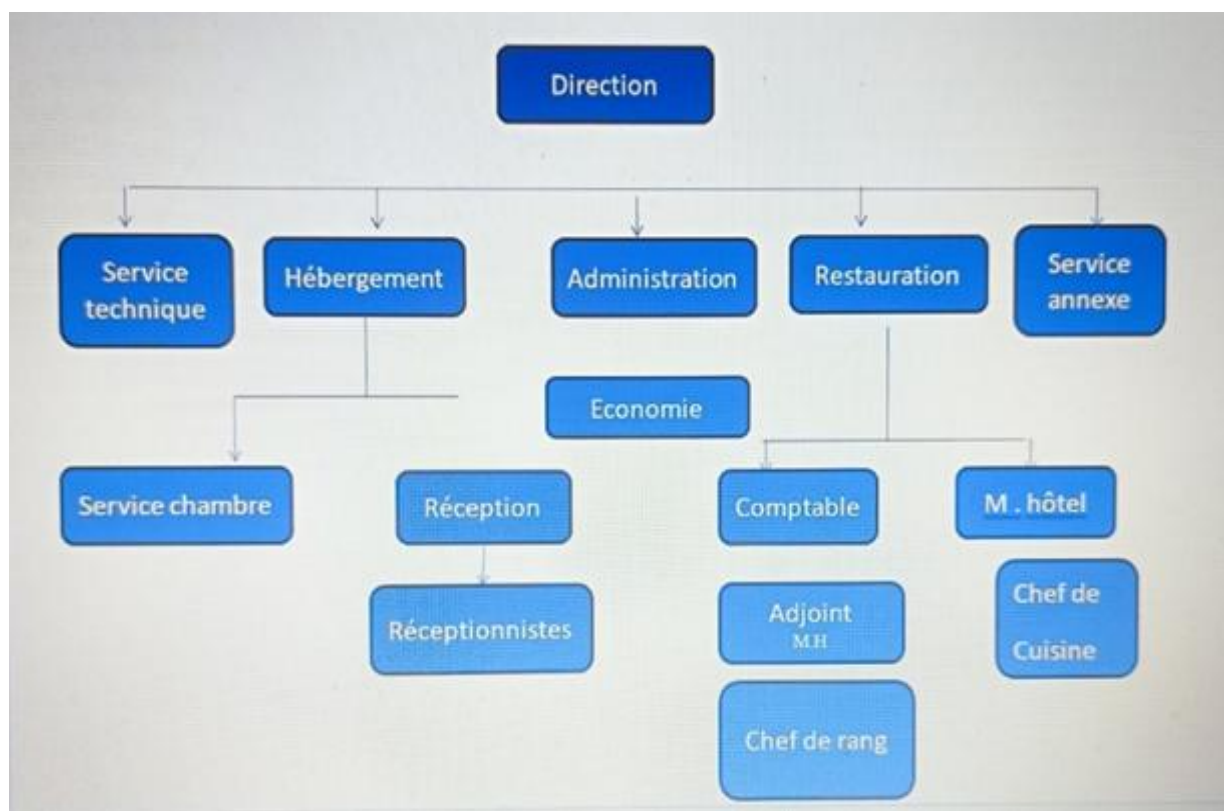 Direction
Service
technique
Hébergement
Administration
Restauration
Service
annexe
Economie
Service chambre
Réception
Comptable
M . hôtel
Réceptionnistes
Adjoint
M.H
Chef de
Cuisine
Chef de rang